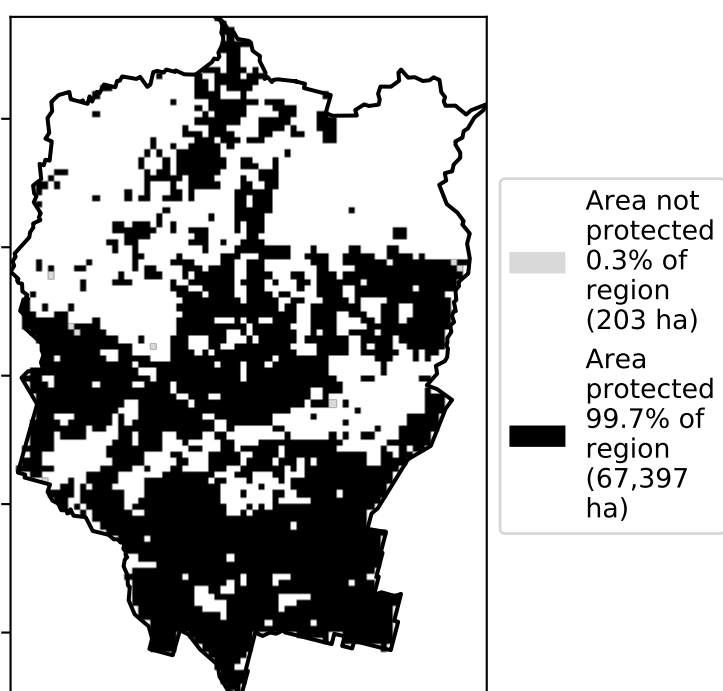 Area not
protected
0.3% of
region
(203 ha)
Area
protected
99.7% of
region
(67,397
ha)